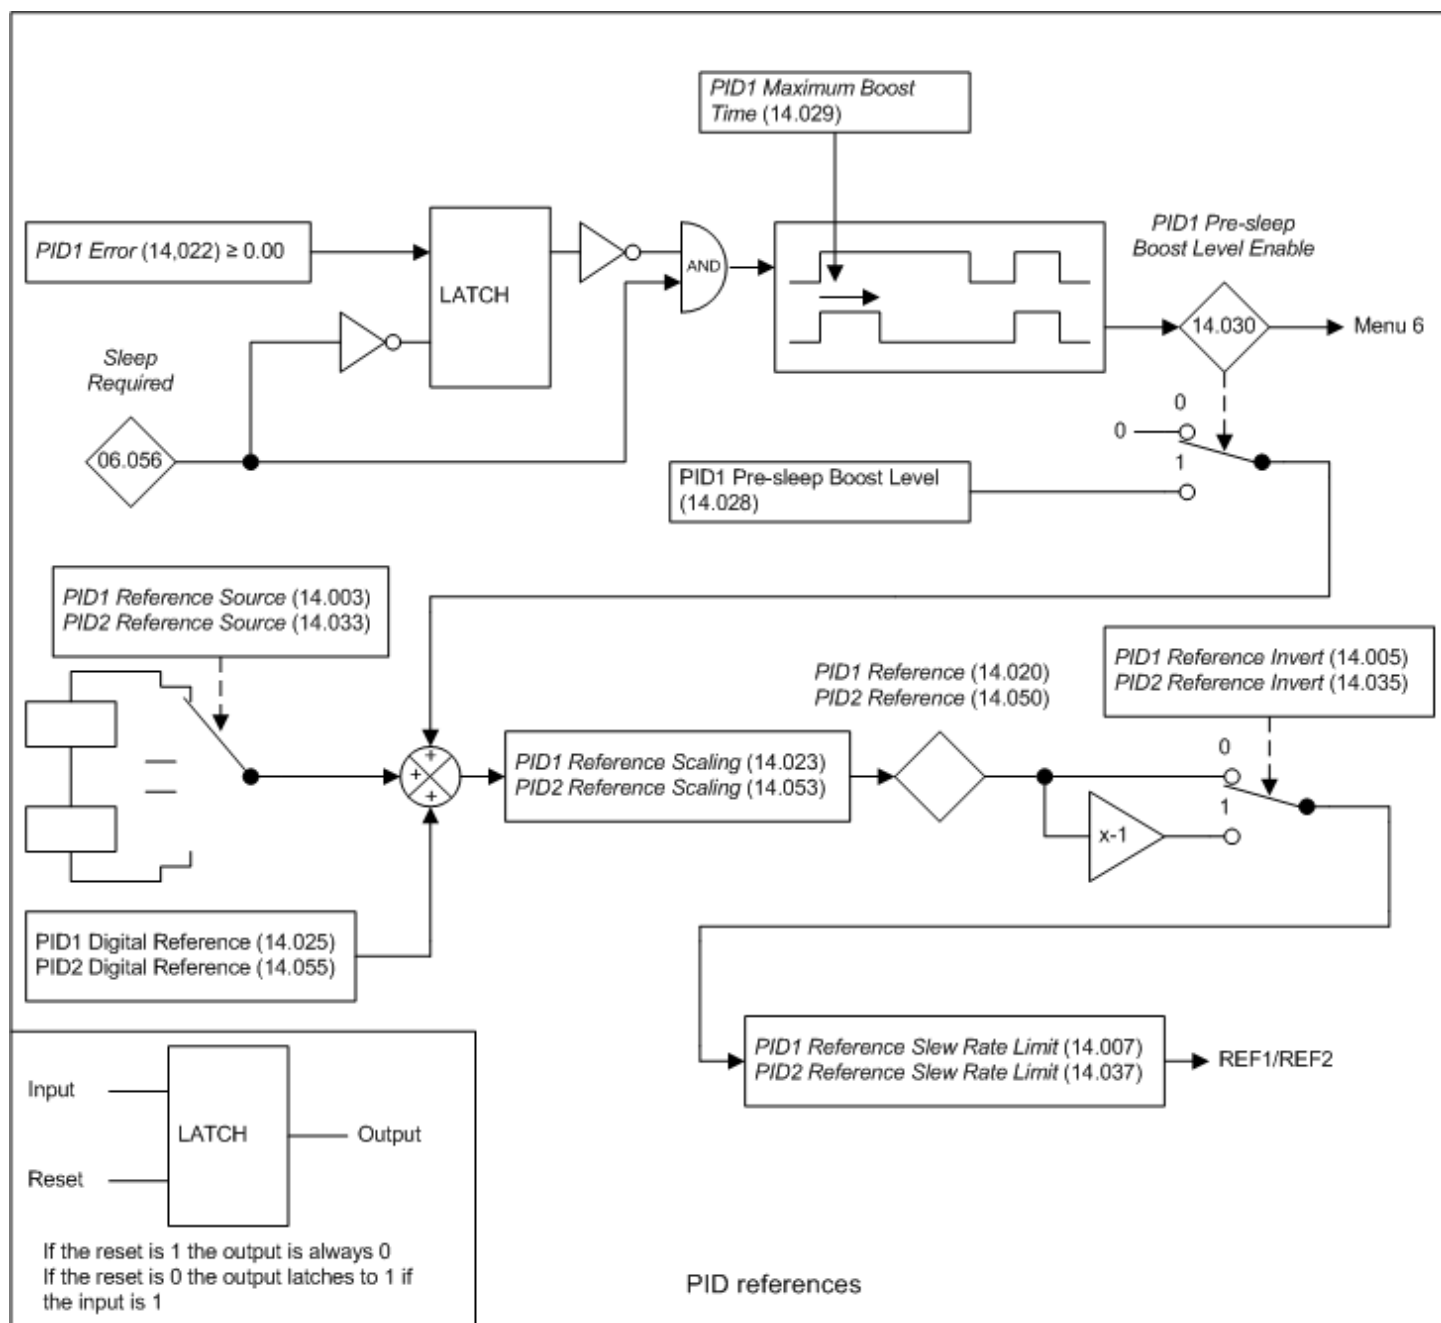 PID1 Maximum Boost
Time (14.029)
PID1 Error (14,022) ≥ 0.00
LATCH
AND
PID1 Pre-sleep
Boost Level Enable
14.030
Menu 6
Sleep
Required
06.056
0
0
1
PID1 Pre-sleep Boost Level
(14.028)
PID1 Reference Source (14.003)
PID2 Reference Source (14.033)
+
+
+
PID1 Reference Scaling (14.023)
PID2 Reference Scaling (14.053)
PID1 Reference (14.020)
PID2 Reference (14.050)
PID1 Reference Invert (14.005)
PID2 Reference Invert (14.035)
0
1
x-1
PID1 Digital Reference (14.025)
PID2 Digital Reference (14.055)
PID1 Reference Slew Rate Limit (14.007)
PID2 Reference Slew Rate Limit (14.037)
REF1/REF2
Input
LATCH
Output
Reset
If the reset is 1 the output is always 0
If the reset is 0 the output latches to 1 if
the input is 1
PID references